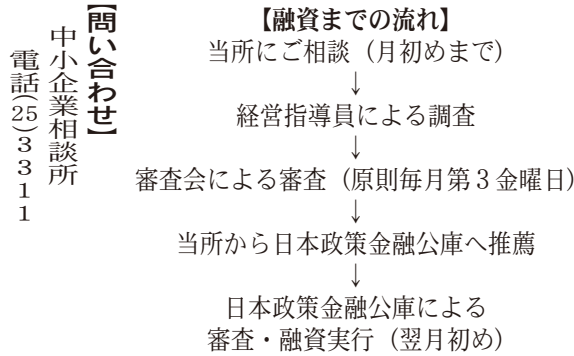 【融資までの流れ】
当所にご相談（月初めまで）
↓
経営指導員による調査
↓
審査会による審査（原則毎月第３金曜日）
↓
当所から日本政策金融公庫へ推薦
↓
日本政策金融公庫による
審査・融資実行（翌月初め）
【問い合わせ】
中小企業相談所
電話(25)３３１１